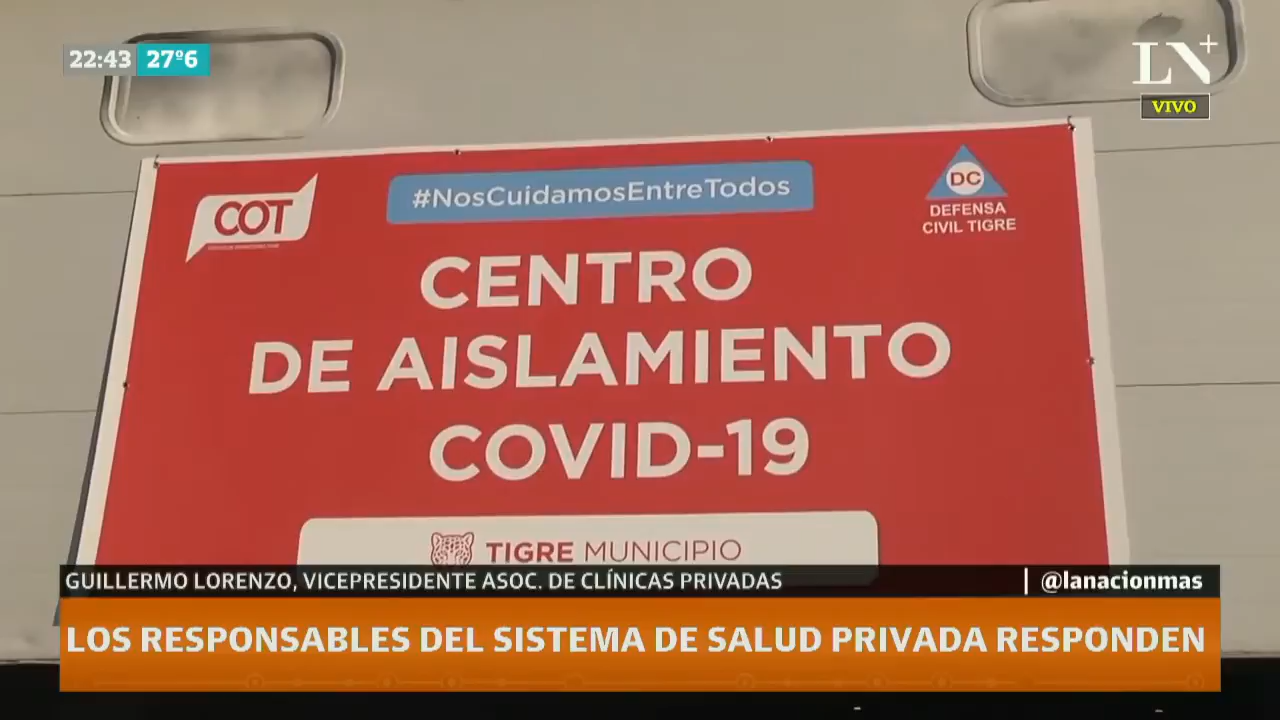 22:43 27º6
LN+
VIVO
COT
#NosCuidamosEntreTodos
DC
DEFENSA
CIVIL TIGRE
CENTRO
DE AISLAMIENTO
COVID-19
TIGRE MUNICIPIO
GUILLERMO LORENZO, VICEPRESIDENTE ASOC. DE CLÍNICAS PRIVADAS | @lanacionmas
LOS RESPONSABLES DEL SISTEMA DE SALUD PRIVADA RESPONDEN